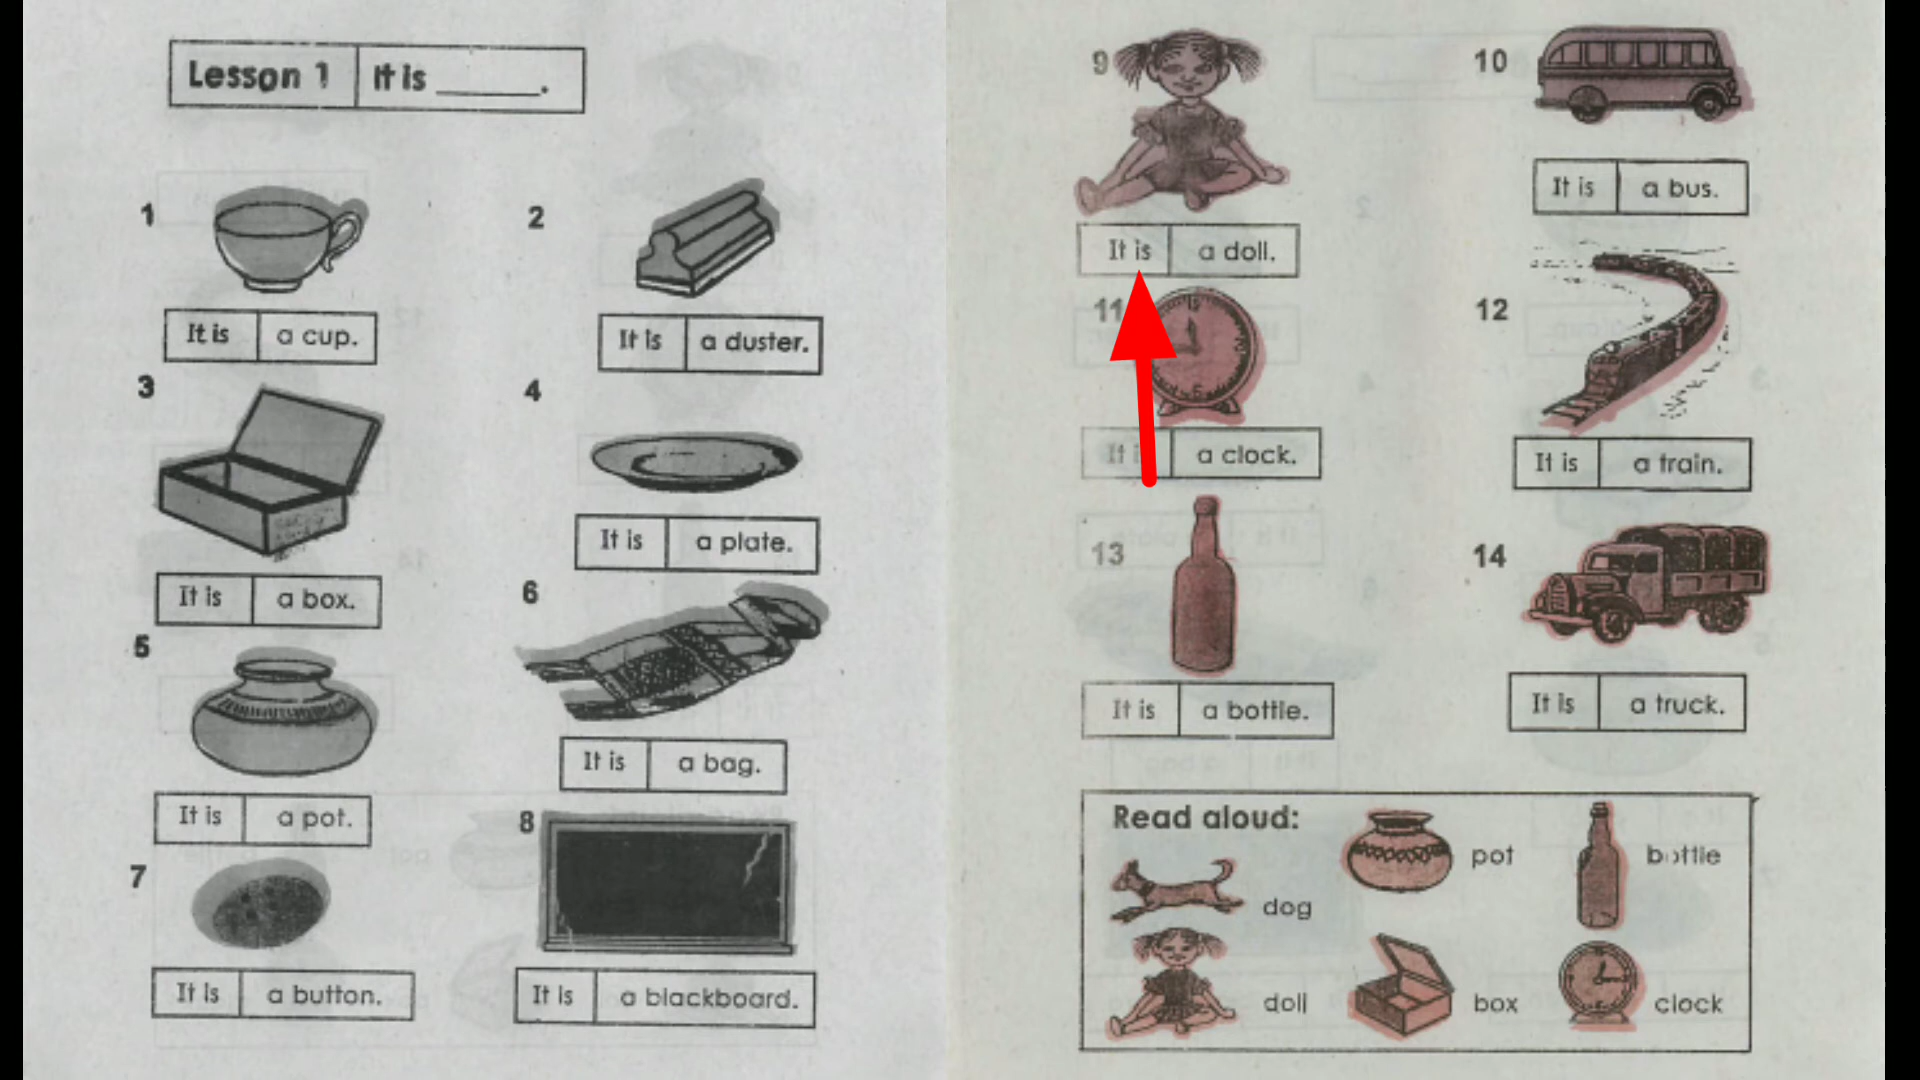 Lesson 1 It is ______.
1
2
It is a cup.
It is a duster.
3
4
It is a box.
It is a plate.
5
6
It is a pot.
It is a bag.
7
8
It is a button.
It is a blackboard.
9
10
It is a doll.
It is a bus.
11
12
It a clock.
It is a train.
13
14
It is a bottle.
It is a truck.
Read aloud:
dog
pot
bottle
doll
box
clock